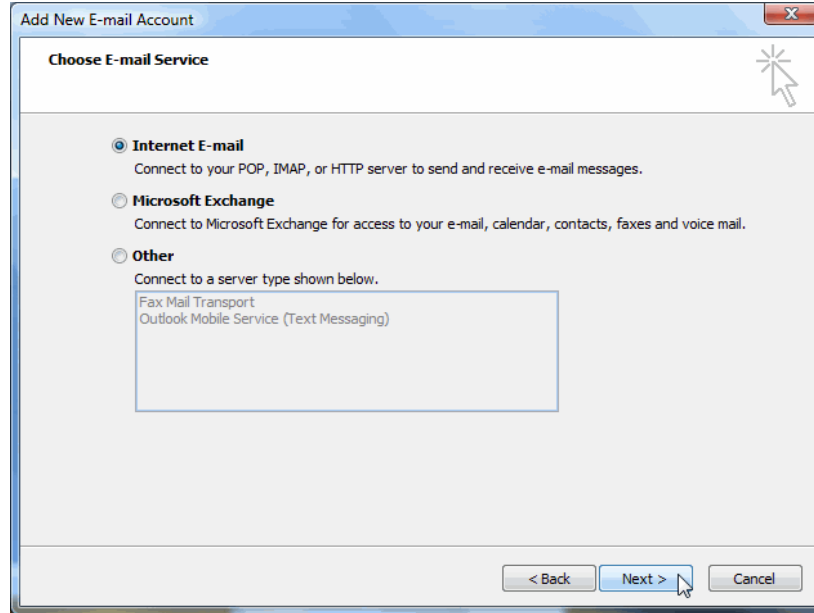 Add New E-mail Account
Choose E-mail Service
Internet E-mail
Connect to your POP, IMAP, or HTTP server to send and receive e-mail messages.
Microsoft Exchange
Connect to Microsoft Exchange for access to your e-mail, calendar, contacts, faxes and voice mail.
Other
Connect to a server type shown below.
Fax Mail Transport
Outlook Mobile Service (Text Messaging)
< Back Next > Cancel